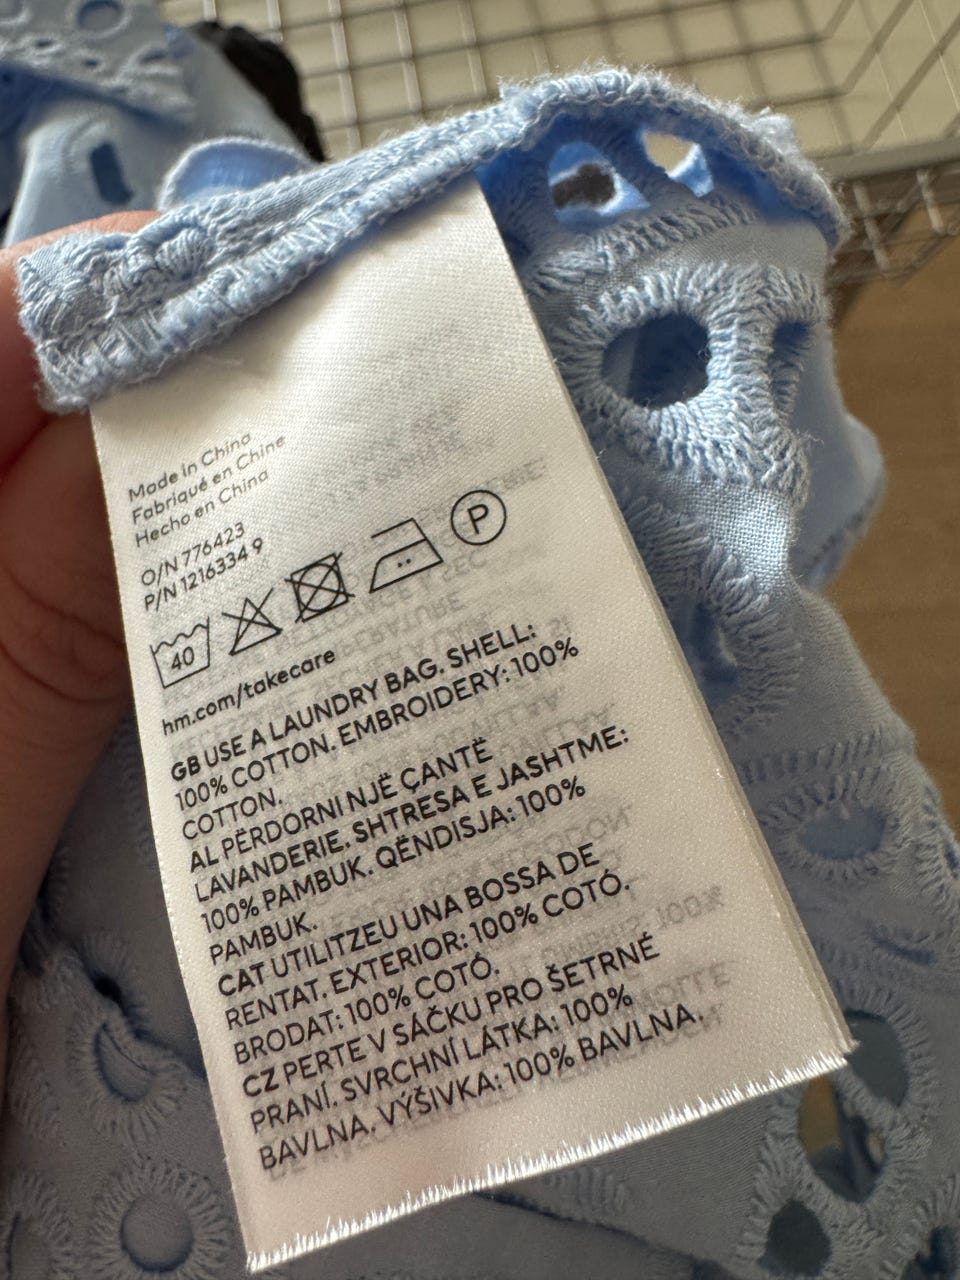 Made in China
Fabriqué en Chine
Hecho en China
O/N 776423
P/N 1216334 9
40
P
hm.com/takecare
GB USE A LAUNDRY BAG. SHELL:
100% COTTON. EMBROIDERY: 100%
COTTON.
AL PËRDORNI NJË ÇANTË
LAVANDERIE. SHTRESA E JASHTME:
100% PAMBUK. QËNDISJA: 100%
PAMBUK.
CAT UTILITZEU UNA BOSSA DE
RENTAT. EXTERIOR: 100% COTÓ.
BRODAT: 100% COTÓ.
CZ PERTE V SÁČKU PRO ŠETRNÉ
PRANÍ. SVRCHNÍ LÁTKA: 100%
BAVLNA. VÝŠIVKA: 100% BAVLNA.